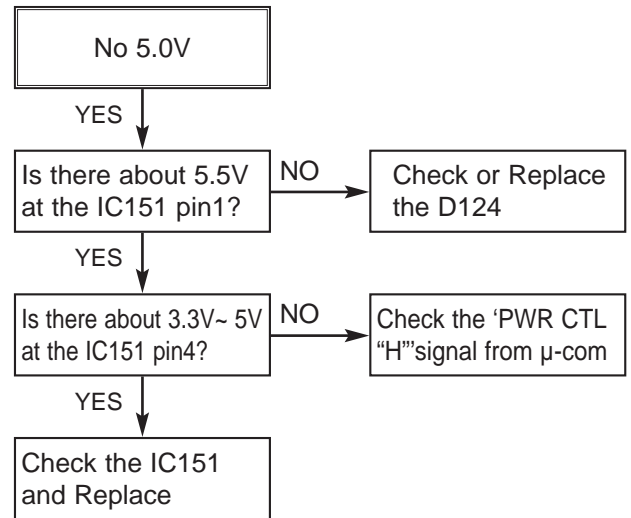 No 5.0V
YES
Is there about 5.5V
at the IC151 pin1?
NO
Check or Replace
the D124
YES
Is there about 3.3V~ 5V
at the IC151 pin4?
NO
Check the ‘PWR CTL
“H”’signal from µ-com
YES
Check the IC151
and Replace